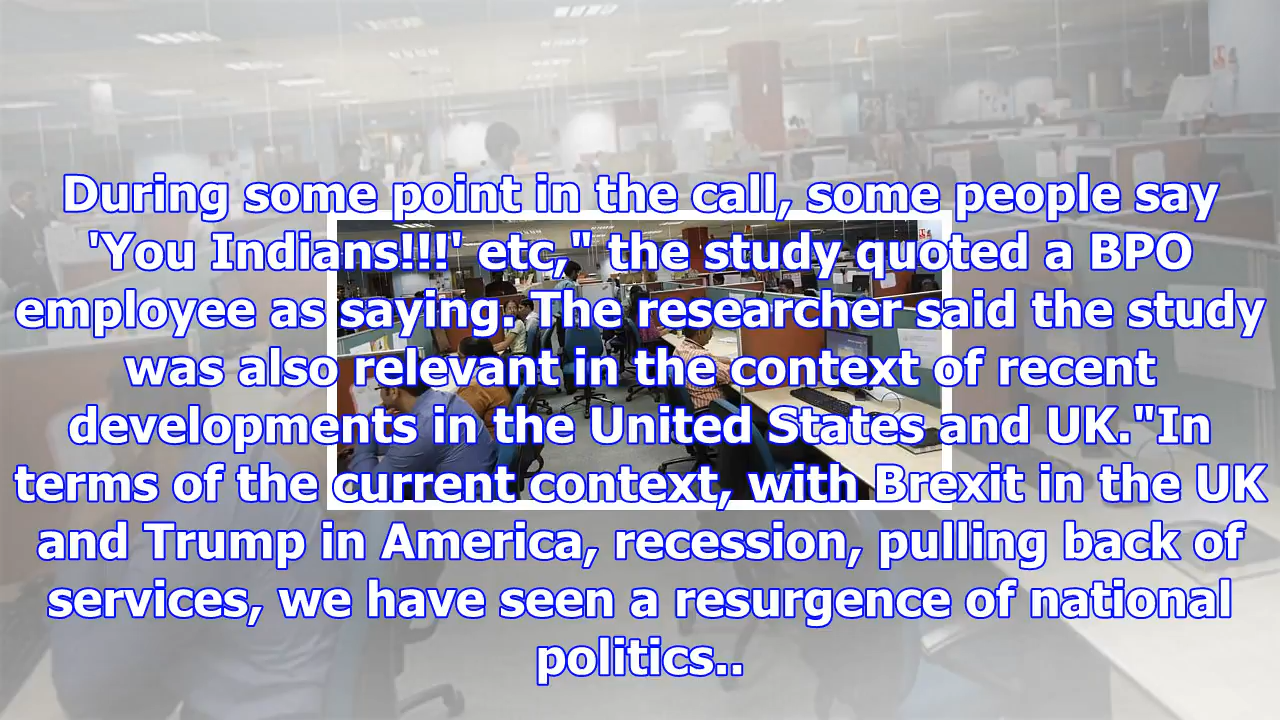 During some point in the call, some people say
'You Indians!!!' etc," the study quoted a BPO
employee as saying. The researcher said the study
was also relevant in the context of recent
developments in the United States and UK."In
terms of the current context, with Brexit in the UK
and Trump in America, recession, pulling back of
services, we have seen a resurgence of national
politics..